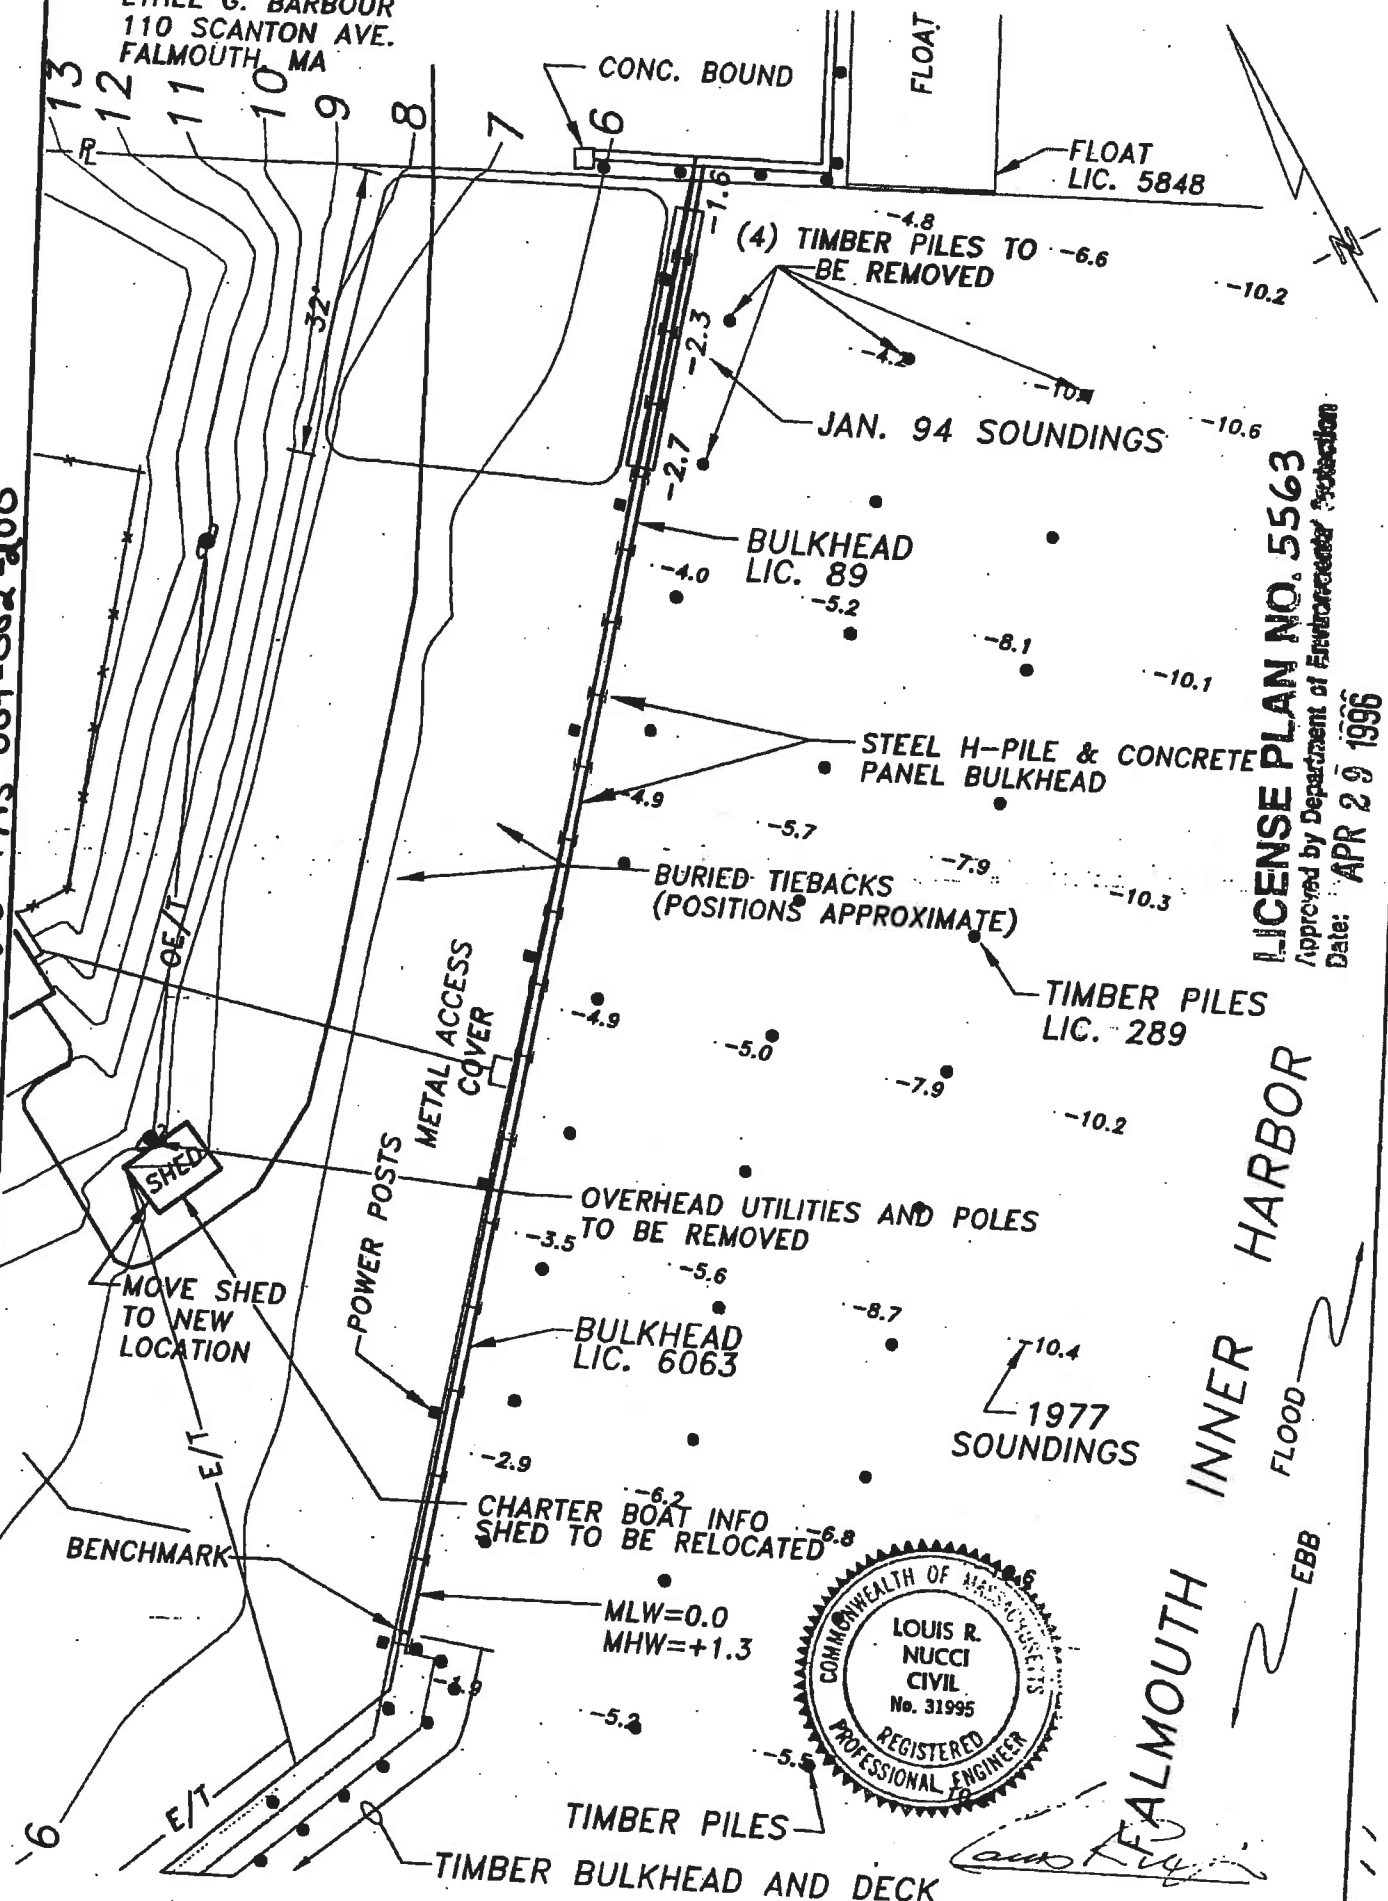 ETHEL G. BARBOUR
110 SCANTON AVE.
FALMOUTH, MA
13
12
11
10
9
8
7
6
PL
32'
CONC. BOUND
FLOAT
FLOAT
LIC. 5848
N
-1.6
-4.8
-6.6
-10.2
(4) TIMBER PILES TO
BE REMOVED
-2.3
-4.2
-10.6
JAN. 94 SOUNDINGS
-2.7
BULKHEAD
LIC. 89
-4.0
-5.2
-8.1
-10.1
STEEL H-PILE & CONCRETE
PANEL BULKHEAD
-4.9
-5.7
-7.9
-10.3
BURIED TIEBACKS
(POSITIONS APPROXIMATE)
TIMBER PILES
LIC. 289
OE/T
METAL ACCESS
COVER
-4.9
-5.0
-7.9
-10.2
POWER POSTS
SHED
OVERHEAD UTILITIES AND POLES
TO BE REMOVED
MOVE SHED
TO NEW
LOCATION
-3.5
-5.6
-8.7
-10.4
BULKHEAD
LIC. 6063
1977
SOUNDINGS
E/T
-2.9
-6.2
-6.8
CHARTER BOAT INFO
SHED TO BE RELOCATED
BENCHMARK
MLW=0.0
MHW=+1.3
-1.9
-5.2
-5.5
TIMBER PILES
E/T
TIMBER BULKHEAD AND DECK
6
LICENSE PLAN NO. 5563
Approved by Department of Environmental Protection
Date: APR 29 1996
FALMOUTH INNER HARBOR
FLOOD
EBB
COMMONWEALTH OF MASSACHUSETTS
LOUIS R.
NUCCI
CIVIL
No. 31995
REGISTERED
PROFESSIONAL ENGINEER